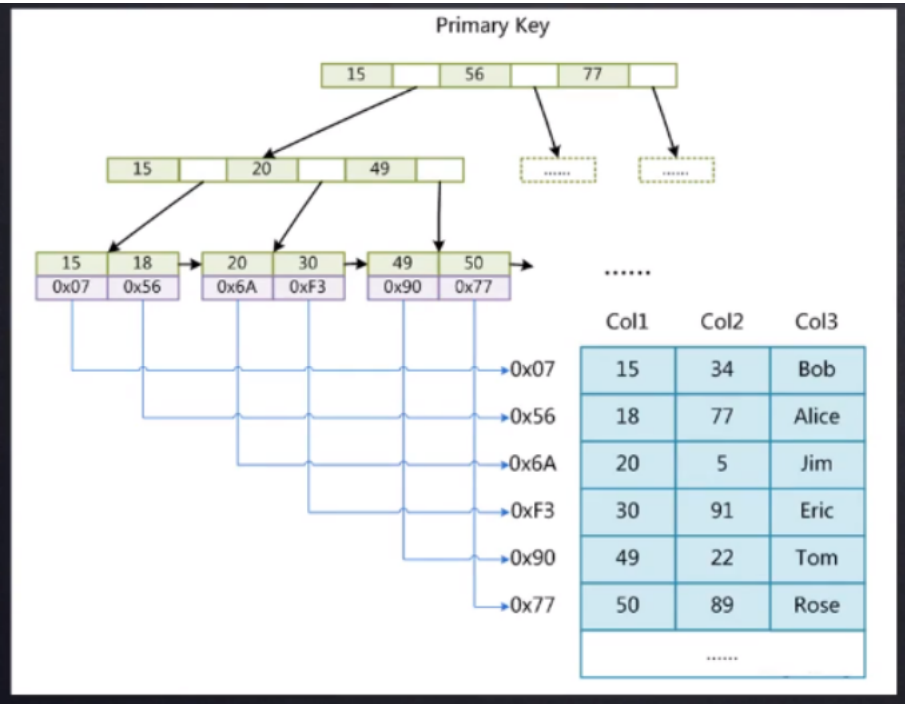 Primary Key
15 56 77
15 20 49
...... ......
15 18 20 30 49 50
0x07 0x56 0x6A 0xF3 0x90 0x77
......
Col1 Col2 Col3
0x07 15 34 Bob
0x56 18 77 Alice
0x6A 20 5 Jim
0xF3 30 91 Eric
0x90 49 22 Tom
0x77 50 89 Rose
......